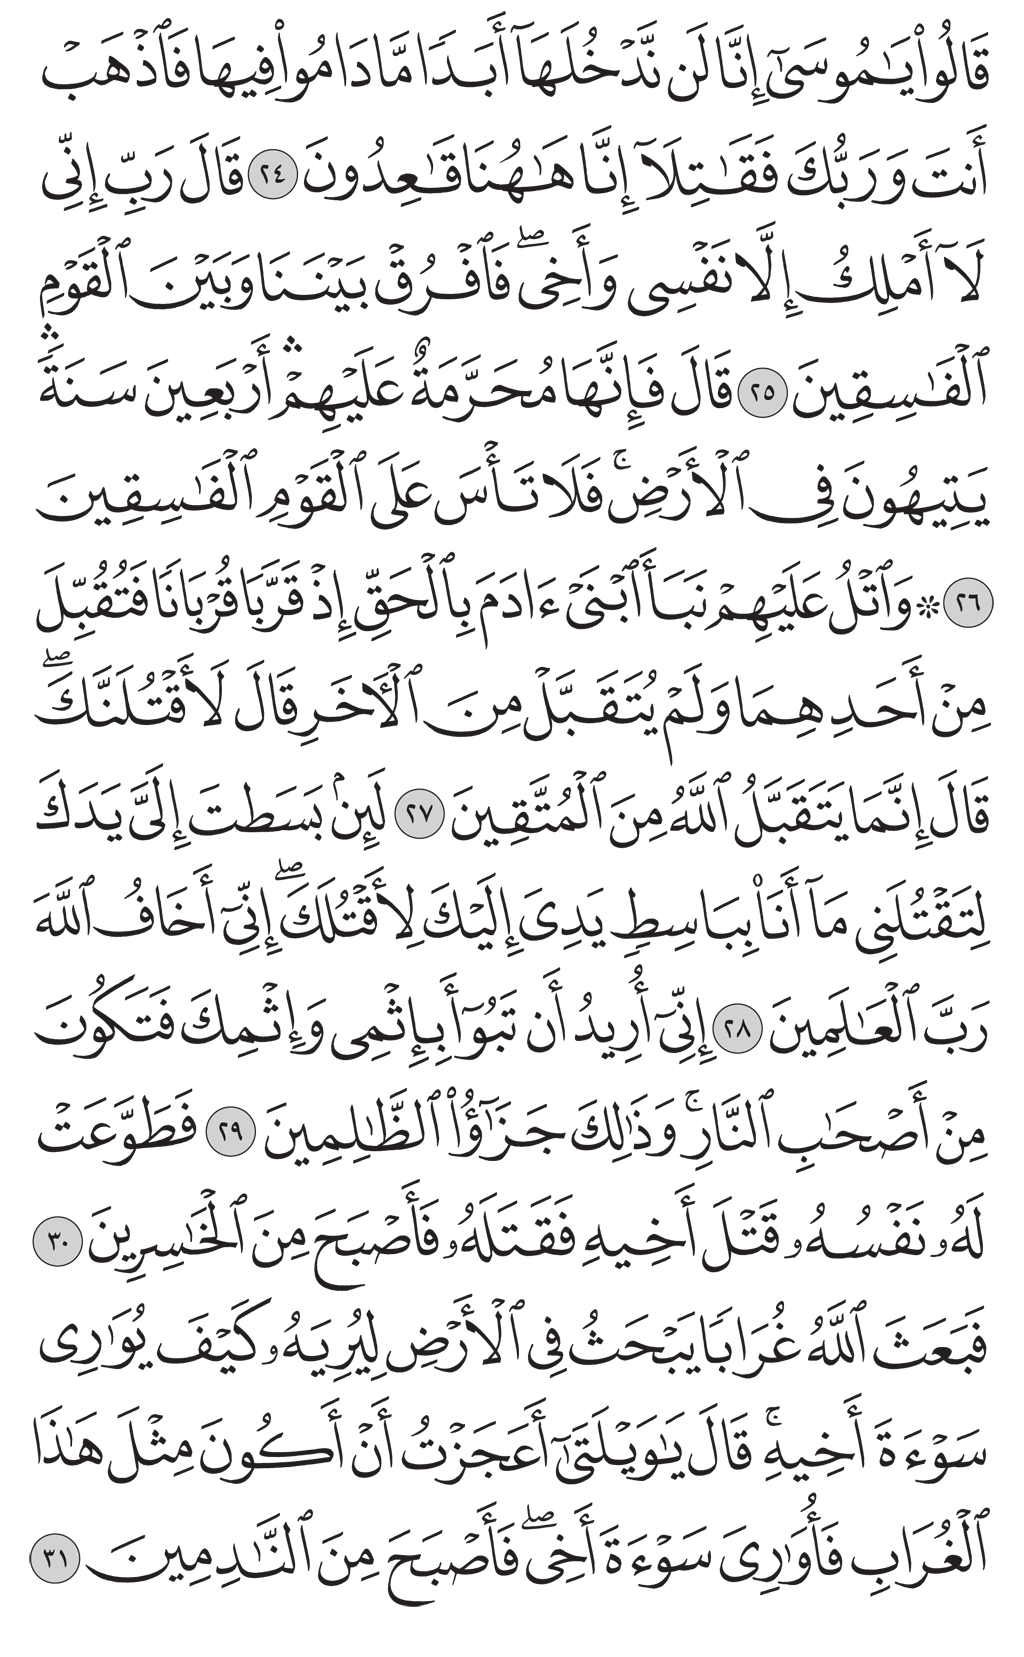 قَالُوا۟ يَـٰمُوسَىٰٓ إِنَّا لَن نَّدْخُلَهَآ أَبَدًا مَّا دَامُوا۟ فِيهَا فَٱذْهَبْ
أَنتَ وَرَبُّكَ فَقَـٰتِلَآ إِنَّا هَـٰهُنَا قَـٰعِدُونَ ٢٤ قَالَ رَبِّ إِنِّى
لَآ أَمْلِكُ إِلَّا نَفْسِى وَأَخِى ۖ فَٱفْرُقْ بَيْنَنَا وَبَيْنَ ٱلْقَوْمِ
ٱلْفَـٰسِقِينَ ٢٥ قَالَ فَإِنَّهَا مُحَرَّمَةٌ عَلَيْهِمْ ۛ أَرْبَعِينَ سَنَةً ۛ
يَتِيهُونَ فِى ٱلْأَرْضِ ۚ فَلَا تَأْسَ عَلَى ٱلْقَوْمِ ٱلْفَـٰسِقِينَ
٢٦ ۞ وَٱتْلُ عَلَيْهِمْ نَبَأَ ٱبْنَىْ ءَادَمَ بِٱلْحَقِّ إِذْ قَرَّبَا قُرْبَانًا فَتُقُبِّلَ
مِنْ أَحَدِهِمَا وَلَمْ يُتَقَبَّلْ مِنَ ٱلْـَٔاخَرِ قَالَ لَأَقْتُلَنَّكَ ۖ
قَالَ إِنَّمَا يَتَقَبَّلُ ٱللَّهُ مِنَ ٱلْمُتَّقِينَ ٢٧ لَئِنۢ بَسَطتَ إِلَىَّ يَدَكَ
لِتَقْتُلَنِى مَآ أَنَا۠ بِبَاسِطٍ يَدِىَ إِلَيْكَ لِأَقْتُلَكَ ۖ إِنِّىٓ أَخَافُ ٱللَّهَ
رَبَّ ٱلْعَـٰلَمِينَ ٢٨ إِنِّىٓ أُرِيدُ أَن تَبُوٓأَ بِإِثْمِى وَإِثْمِكَ فَتَكُونَ
مِنْ أَصْحَـٰبِ ٱلنَّارِ ۚ وَذَٰلِكَ جَزَٰٓؤُا۟ ٱلظَّـٰلِمِينَ ٢٩ فَطَوَّعَتْ
لَهُۥ نَفْسُهُۥ قَتْلَ أَخِيهِ فَقَتَلَهُۥ فَأَصْبَحَ مِنَ ٱلْخَـٰسِرِينَ ٣٠
فَبَعَثَ ٱللَّهُ غُرَابًا يَبْحَثُ فِى ٱلْأَرْضِ لِيُرِيَهُۥ كَيْفَ يُوَٰرِى
سَوْءَةَ أَخِيهِ ۚ قَالَ يَـٰوَيْلَتَىٰٓ أَعَجَزْتُ أَنْ أَكُونَ مِثْلَ هَـٰذَا
ٱلْغُرَابِ فَأُوَٰرِىَ سَوْءَةَ أَخِى ۖ فَأَصْبَحَ مِنَ ٱلنَّـٰدِمِينَ ٣١